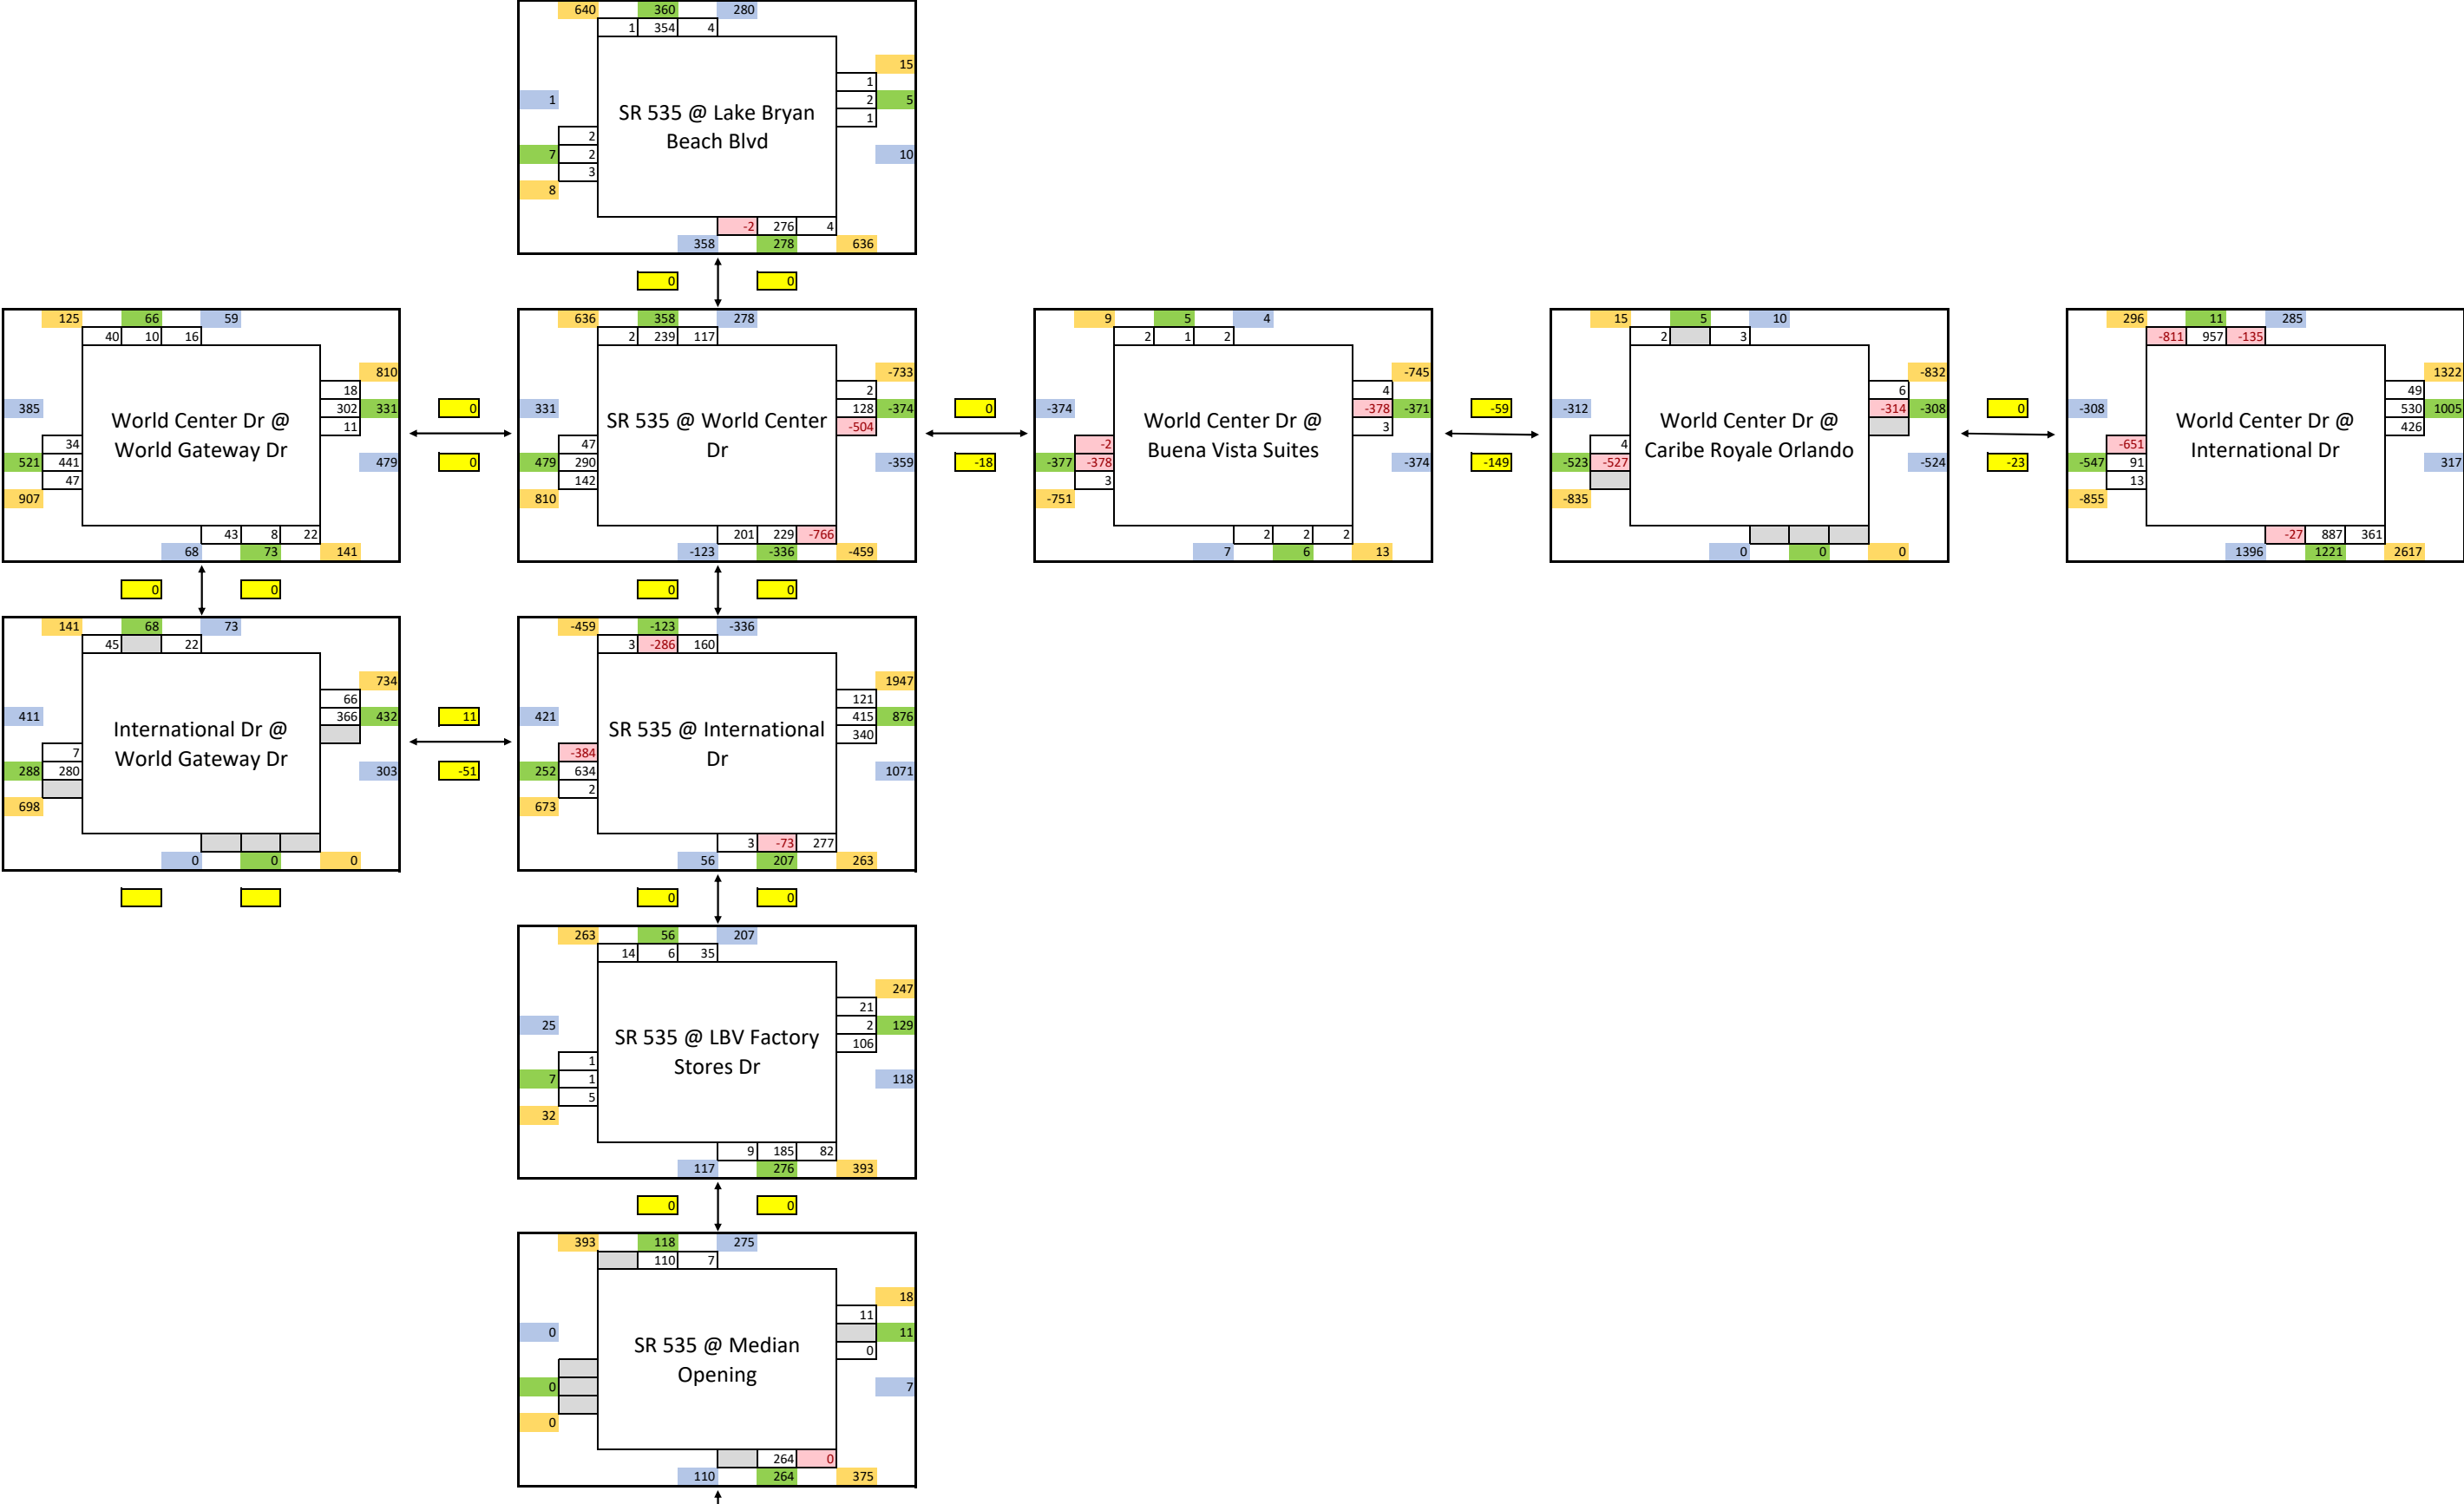 640 360 280
1 354 4
15
1
1 2 5
SR 535 @ Lake Bryan
Beach Blvd
1
2
7 2 10
3
8
-2 276 4
358 278 636
0 0
125 66 59
40 10 16
810
18
385 302 331
11
World Center Dr @
World Gateway Dr
34
521 441 479
47
907
43 8 22
68 73 141
0
0
636 358 278
2 239 117
-733
2
331 128 -374
-504
SR 535 @ World Center
Dr
47
479 290 -359
142
810
201 229 -766
-123 -336 -459
0
-18
9 5 4
2 1 2
-745
4
-374 -378 -371
3
World Center Dr @
Buena Vista Suites
-2
-377 -378 -374
3
-751
2 2 2
7 6 13
-59
-149
15 5 10
2 3
-832
6
-312 -314 -308
World Center Dr @
Caribe Royale Orlando
4
-523 -527 -524
-835
0 0 0
0
-23
296 11 285
-811 957 -135
1322
49
-308 530 1005
426
World Center Dr @
International Dr
-651
-547 91 317
13
-855
-27 887 361
1396 1221 2617
0 0
0 0
141 68 73
45 22
734
66
411 366 432
International Dr @
World Gateway Dr
7
288 280 303
698
0 0 0
11
-51
-459 -123 -336
3 -286 160
1947
121
421 415 876
340
SR 535 @ International
Dr
-384
252 634 1071
2
673
3 -73 277
56 207 263
0 0
263 56 207
14 6 35
247
21
25 2 129
106
SR 535 @ LBV Factory
Stores Dr
1
7 1 118
5
32
9 185 82
117 276 393
0 0
393 118 275
110 7
18
11
0 11
0
SR 535 @ Median
Opening
0 7
0
264 0
110 264 375